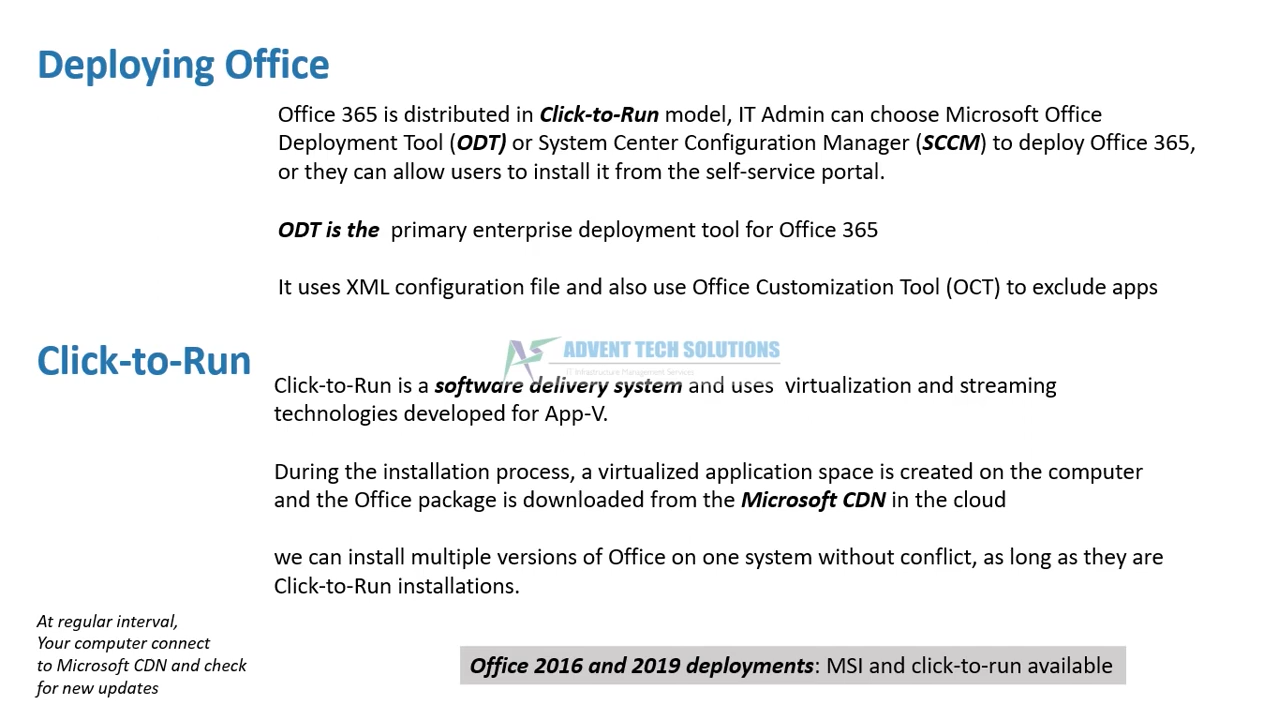 Deploying Office
Office 365 is distributed in Click-to-Run model, IT Admin can choose Microsoft Office
Deployment Tool (ODT) or System Center Configuration Manager (SCCM) to deploy Office 365,
or they can allow users to install it from the self-service portal.
ODT is the primary enterprise deployment tool for Office 365
It uses XML configuration file and also use Office Customization Tool (OCT) to exclude apps
ADVENT TECH SOLUTIONS
IT Infrastructure Management Services
Click-to-Run
Click-to-Run is a software delivery system and uses virtualization and streaming
technologies developed for App-V.
During the installation process, a virtualized application space is created on the computer
and the Office package is downloaded from the Microsoft CDN in the cloud
we can install multiple versions of Office on one system without conflict, as long as they are
Click-to-Run installations.
At regular interval,
Your computer connect
to Microsoft CDN and check
for new updates
Office 2016 and 2019 deployments: MSI and click-to-run available